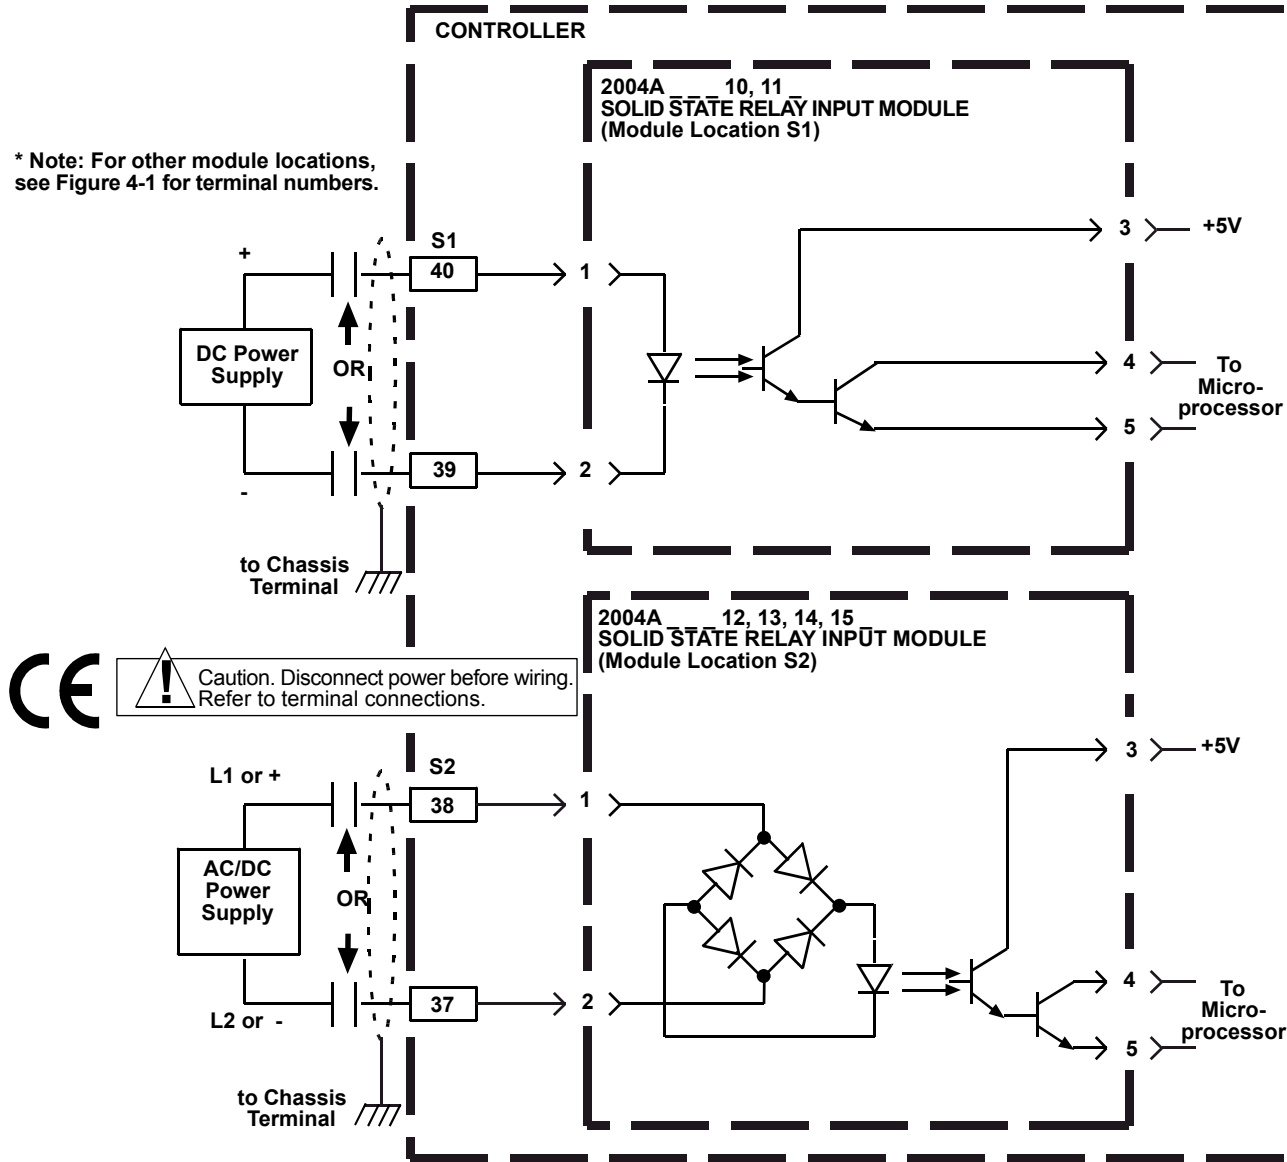 CONTROLLER
2004A _ _ _ 10, 11 _
SOLID STATE RELAY INPUT MODULE
(Module Location S1)
* Note: For other module locations,
see Figure 4-1 for terminal numbers.
3
+5V
+
S1
40
1
DC Power
Supply
OR
4
To
Micro-
processor
5
39
2
-
to Chassis
Terminal
2004A _ _ _ 12, 13, 14, 15 _
SOLID STATE RELAY INPUT MODULE
(Module Location S2)
CE
! Caution. Disconnect power before wiring.
Refer to terminal connections.
3
+5V
L1 or +
S2
38
1
AC/DC
Power
Supply
OR
4
To
Micro-
processor
5
37
2
L2 or -
to Chassis
Terminal